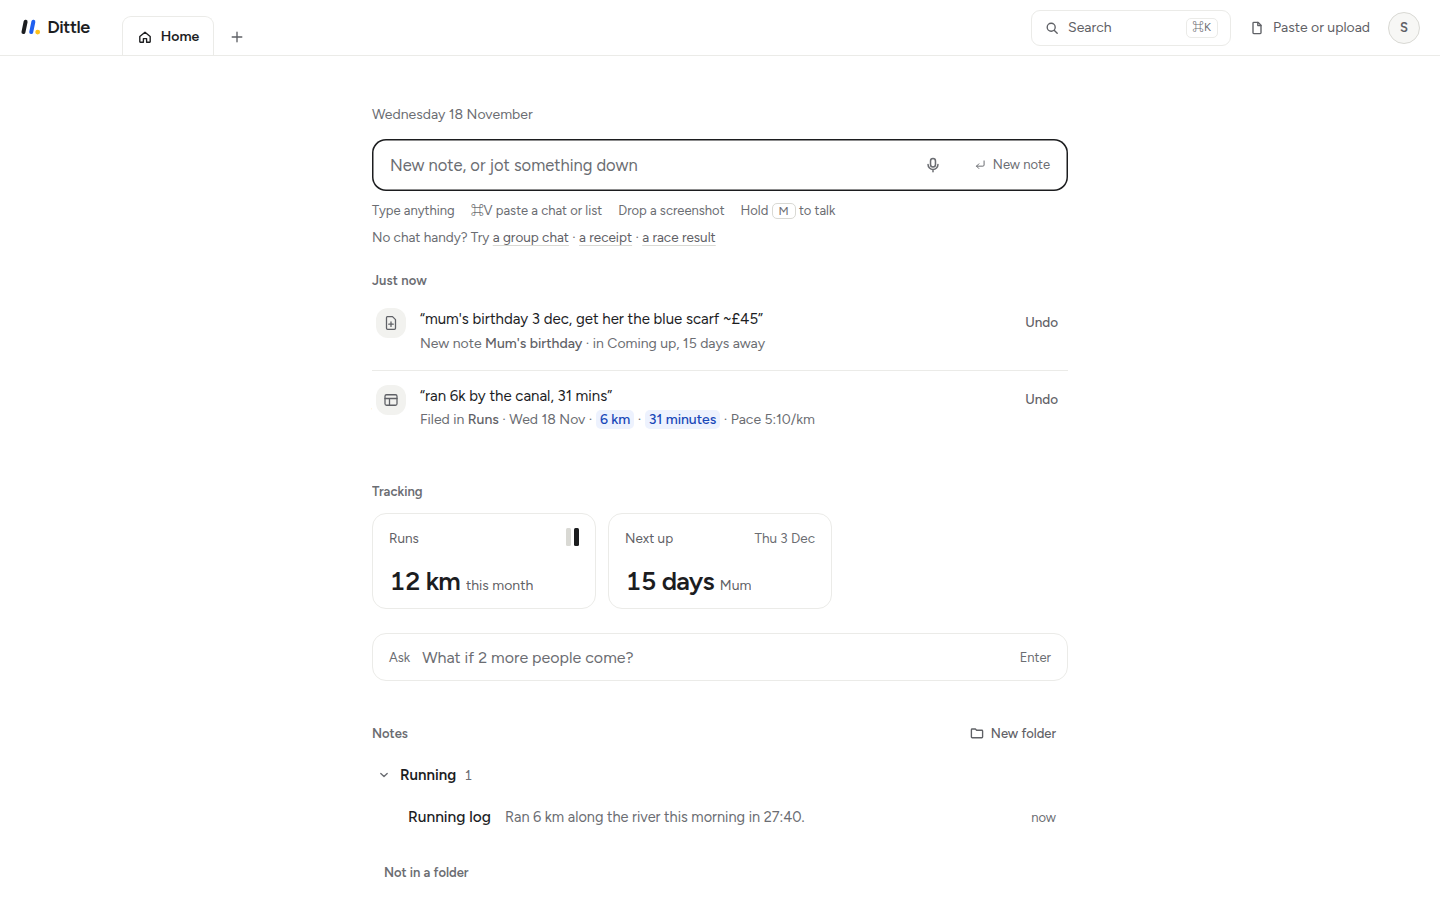 Dittle
Home
Search ⌘K
Paste or upload
S
Wednesday 18 November
New note, or jot something down
New note
Type anything ⌘V paste a chat or list Drop a screenshot Hold M to talk
No chat handy? Try a group chat · a receipt · a race result
Just now
“mum's birthday 3 dec, get her the blue scarf ~£45”
Undo
New note Mum's birthday · in Coming up, 15 days away
“ran 6k by the canal, 31 mins”
Undo
Filed in Runs · Wed 18 Nov · 6 km · 31 minutes · Pace 5:10/km
Tracking
Runs
12 km this month
Next up Thu 3 Dec
15 days Mum
Ask What if 2 more people come? Enter
Notes
New folder
Running 1
Running log Ran 6 km along the river this morning in 27:40. now
Not in a folder